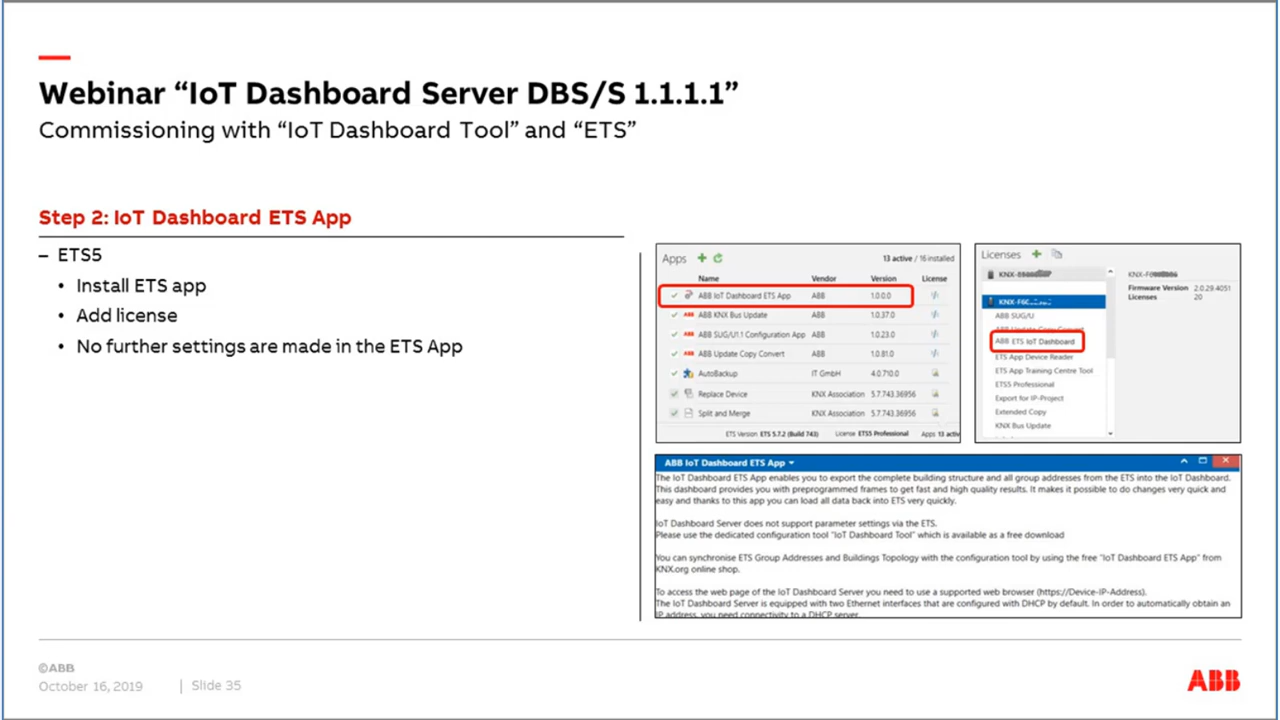 Webinar “IoT Dashboard Server DBS/S 1.1.1.1”
Commissioning with “IoT Dashboard Tool” and “ETS”
Step 2: IoT Dashboard ETS App
– ETS5
• Install ETS app
• Add license
• No further settings are made in the ETS App
Apps 13 active / 16 installed
Name Vendor Version License
ABB IoT Dashboard ETS App ABB 1.0.0.0
ABB KNX Bus Update ABB 1.0.37.0
ABB SUG/U1.1 Configuration App ABB 1.0.23.0
ABB Update Copy Convert ABB 1.0.81.0
AutoBackup IT GmbH 4.0.710.0
Replace Device KNX Association 5.7.743.36956
Split and Merge KNX Association 5.7.743.36956
ETS Version ETS 5.7.2 (Build 743) License ETS5 Professional Apps 13 activ
Licenses
KNX-
KNX-F6
ABB SUG/U
ABB Update Copy Convert
ABB ETS IoT Dashboard
ETS App Device Reader
ETS App Training Centre Tool
ETS5 Professional
Export for IP-Project
Extended Copy
KNX Bus Update
Firmware Version 2.0.29.4051
Licenses 20
ABB IoT Dashboard ETS App
The IoT Dashboard ETS App enables you to export the complete building structure and all group addresses from the ETS into the IoT Dashboard.
This dashboard provides you with preprogrammed frames to get fast and high quality results. It makes it possible to do changes very quick and
easy and thanks to this app you can load all data back into ETS very quickly.
IoT Dashboard Server does not support parameter settings via the ETS.
Please use the dedicated configuration tool "IoT Dashboard Tool" which is available as a free download
You can synchronise ETS Group Addresses and Buildings Topology with the configuration tool by using the free "IoT Dashboard ETS App" from
KNX.org online shop.
To access the web page of the IoT Dashboard Server you need to use a supported web browser (https://Device-IP-Address).
The IoT Dashboard Server is equipped with two Ethernet interfaces that are configured with DHCP by default. In order to automatically obtain an
IP address, you need connectivity to a DHCP server.
©ABB
October 16, 2019 | Slide 35
ABB